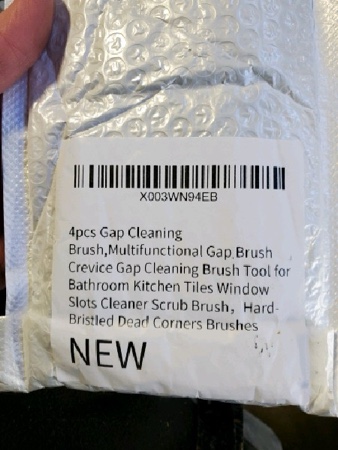 X003WN94EB
4pcs Gap Cleaning
Brush,Multifunctional Gap Brush
Crevice Gap Cleaning Brush Tool for
Bathroom Kitchen Tiles Window
Slots Cleaner Scrub Brush, Hard-
Bristled Dead Corners Brushes
NEW